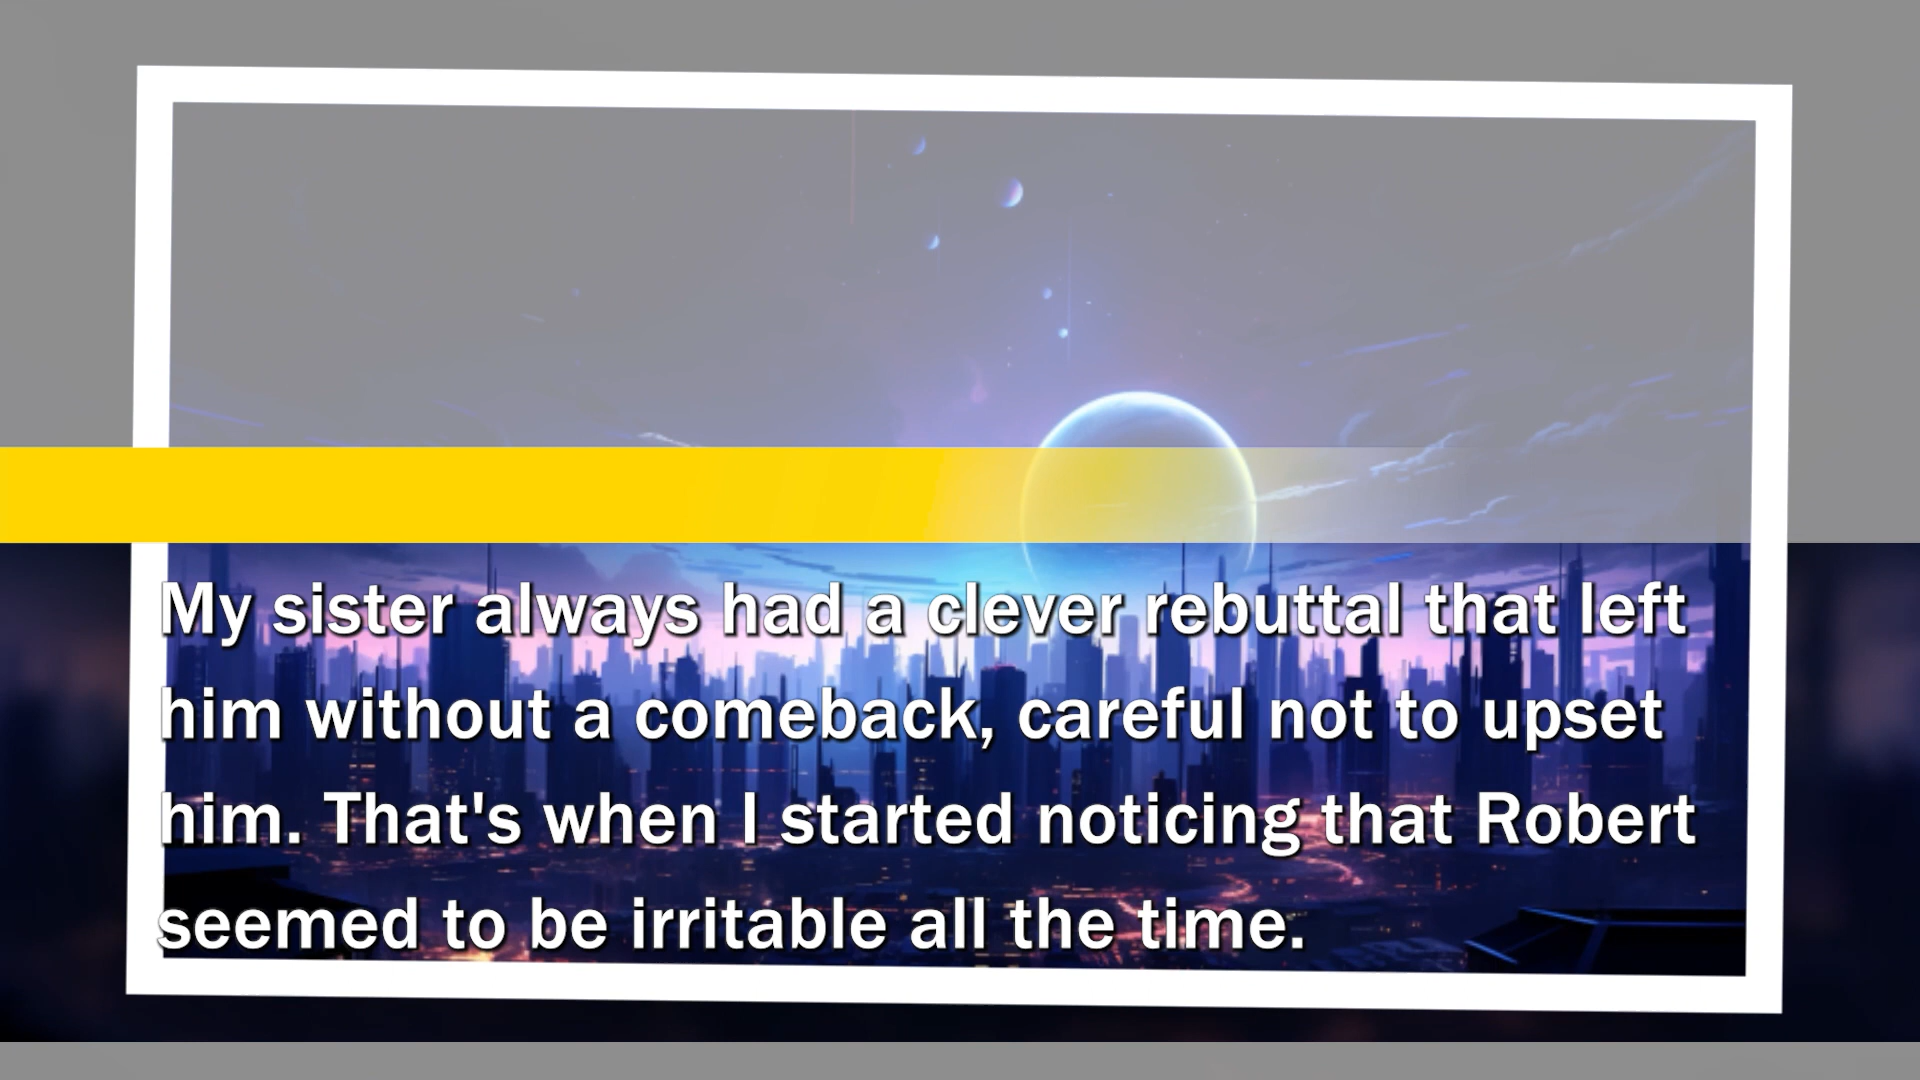 My sister always had a clever rebuttal that left
him without a comeback, careful not to upset
him. That's when I started noticing that Robert
seemed to be irritable all the time.